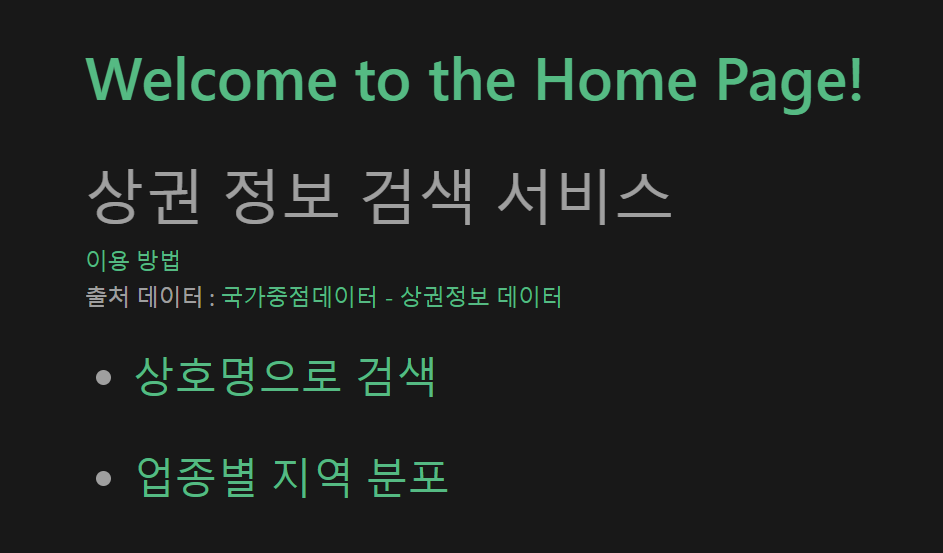 Welcome to the Home Page!
상권 정보 검색 서비스
이용 방법
출처 데이터 : 국가중점데이터 - 상권정보 데이터
상호명으로 검색
업종별 지역 분포